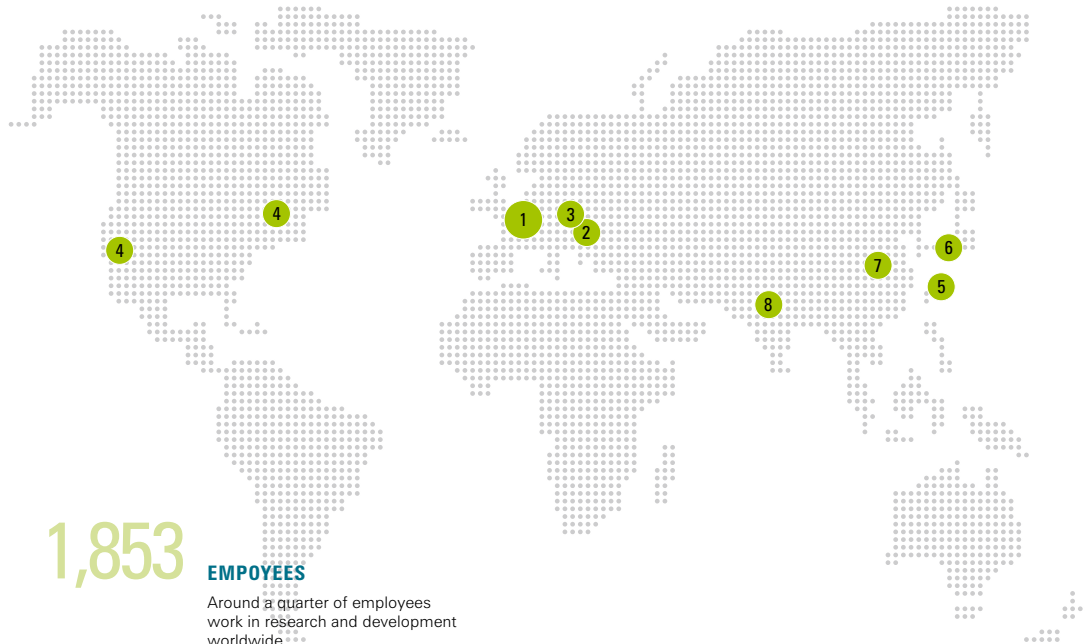 4
1
3
2
4
6
7
5
8
1,853
EMPOYEES
Around a quarter of employees
work in research and development
worldwide